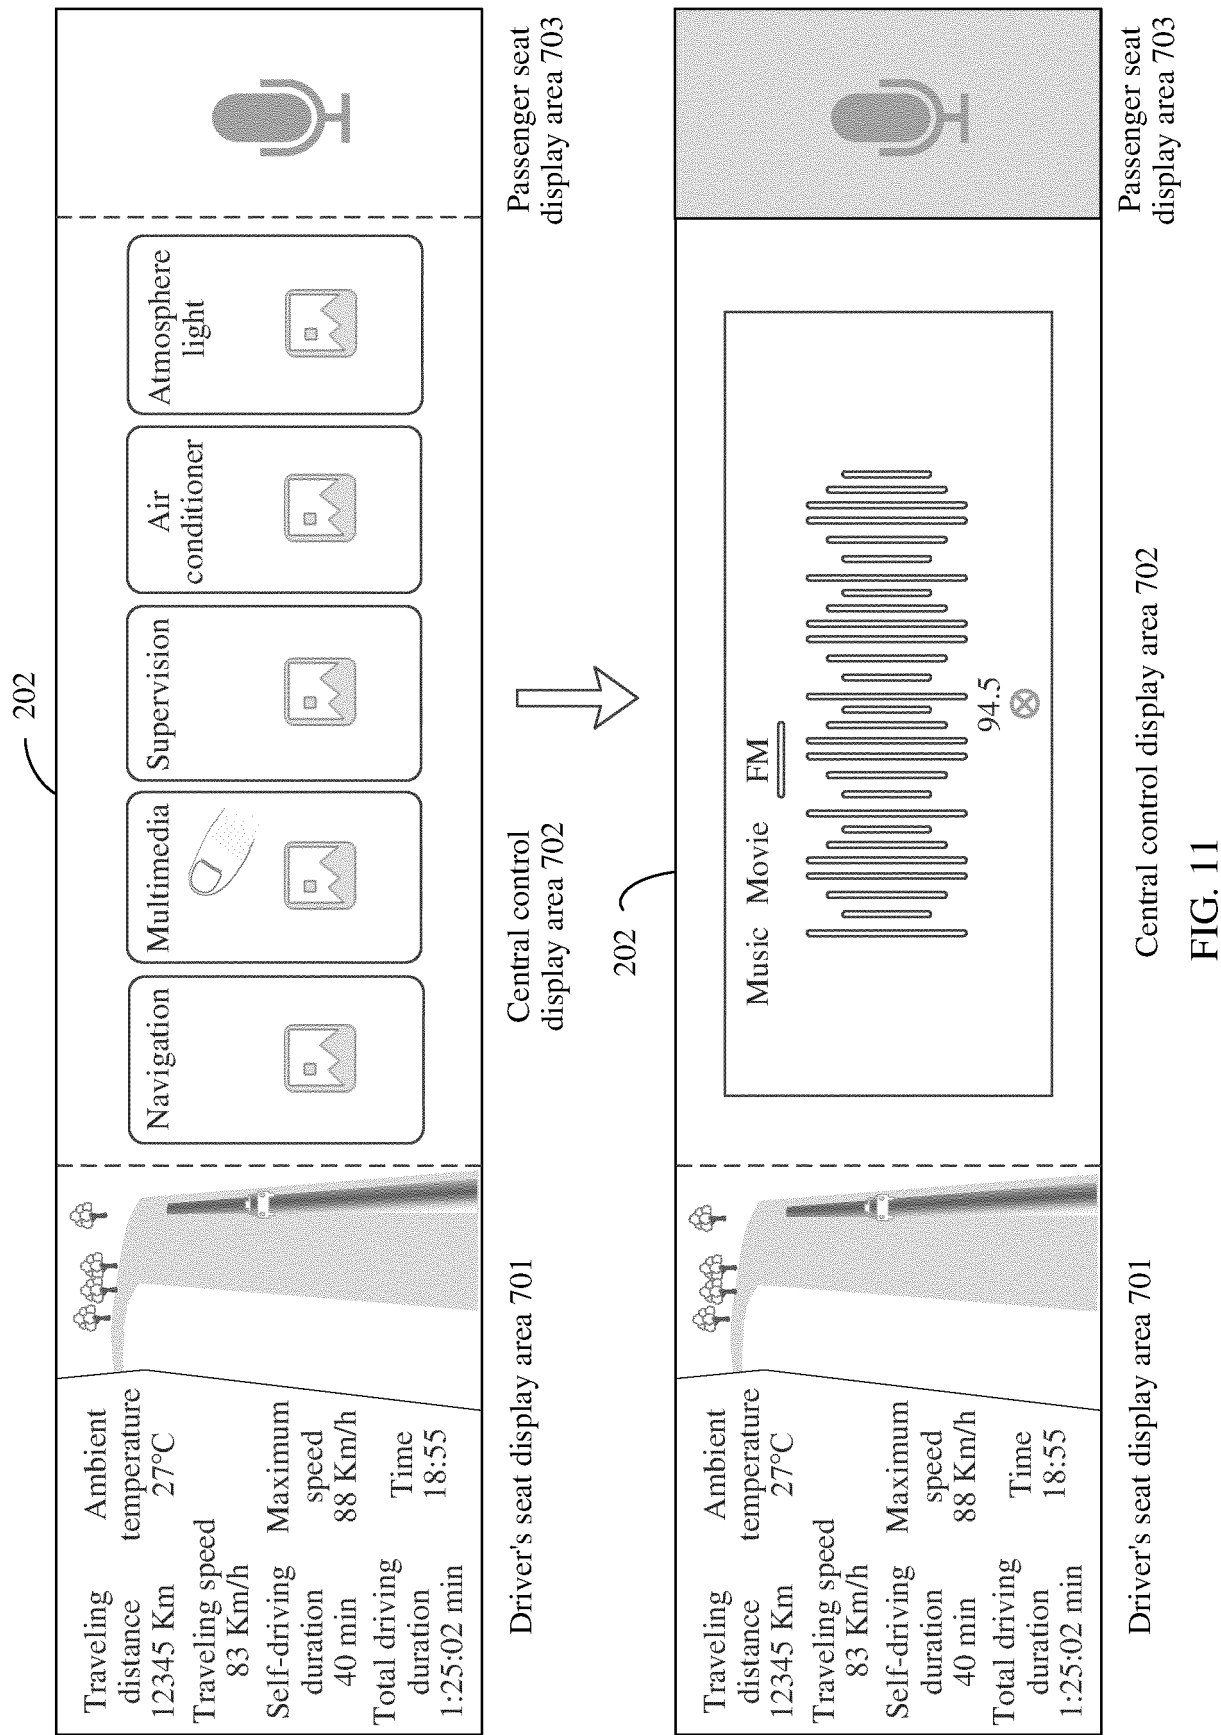 202
Traveling
distance
12345 Km
Traveling speed
83 Km/h
Self-driving
duration
40 min
Total driving
duration
1:25:02 min
Ambient
temperature
27°C
Maximum
speed
88 Km/h
Time
18:55
Navigation
Multimedia
Supervision
Air
conditioner
Atmosphere
light
Driver's seat display area 701
Central control
display area 702
Passenger seat
display area 703
202
Traveling
distance
12345 Km
Traveling speed
83 Km/h
Self-driving
duration
40 min
Total driving
duration
1:25:02 min
Ambient
temperature
27°C
Maximum
speed
88 Km/h
Time
18:55
Music Movie FM
94.5
Driver's seat display area 701
Central control display area 702
Passenger seat
display area 703
FIG. 11